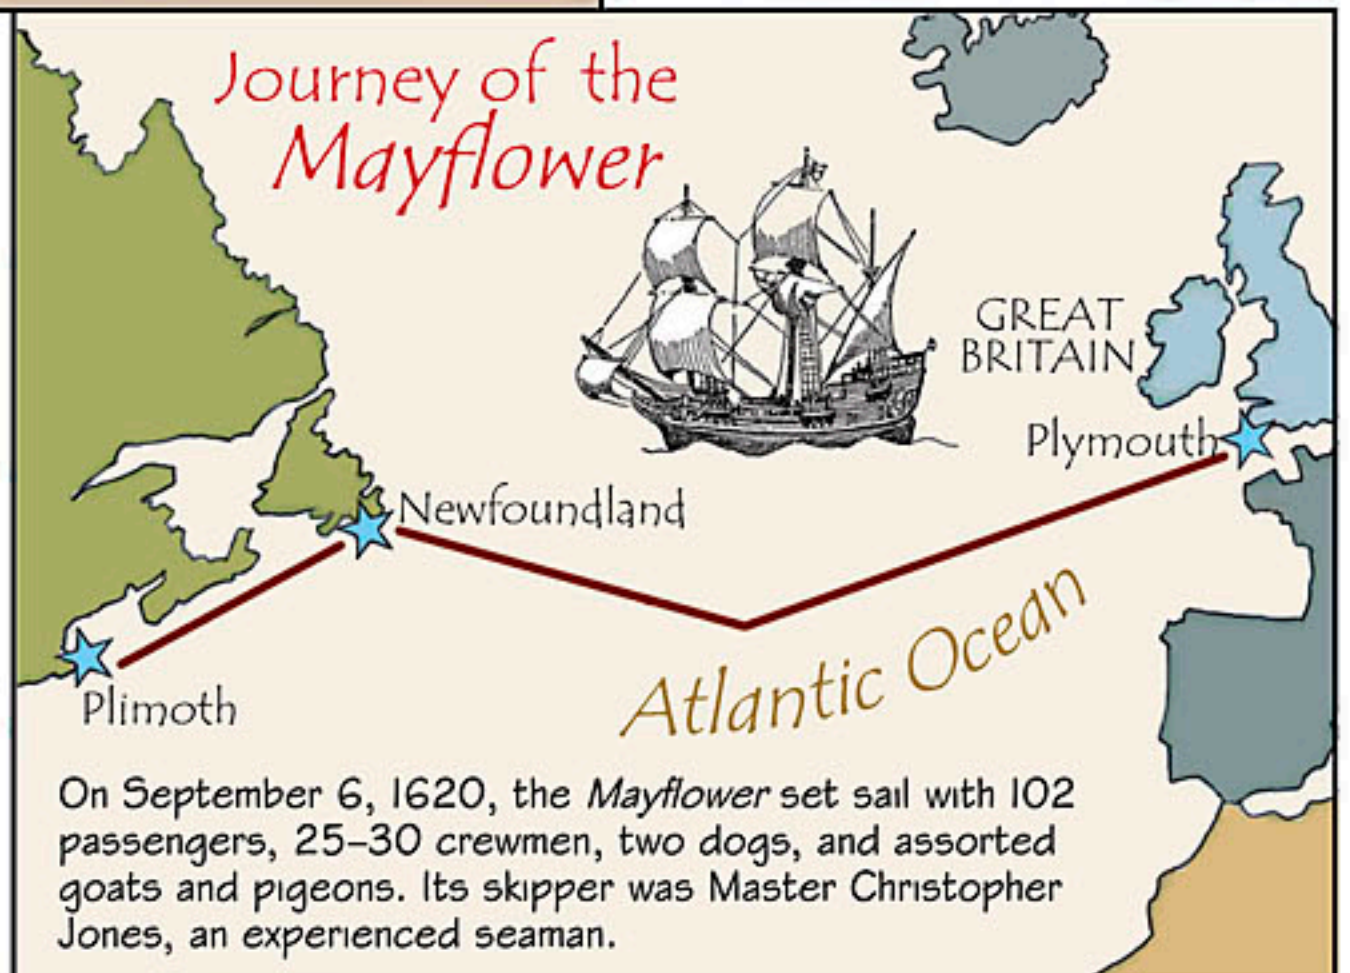 Journey of the
Mayflower
GREAT
BRITAIN
Plymouth
Newfoundland
Atlantic Ocean
Plimoth
On September 6, 1620, the Mayflower set sail with 102
passengers, 25–30 crewmen, two dogs, and assorted
goats and pigeons. Its skipper was Master Christopher
Jones, an experienced seaman.